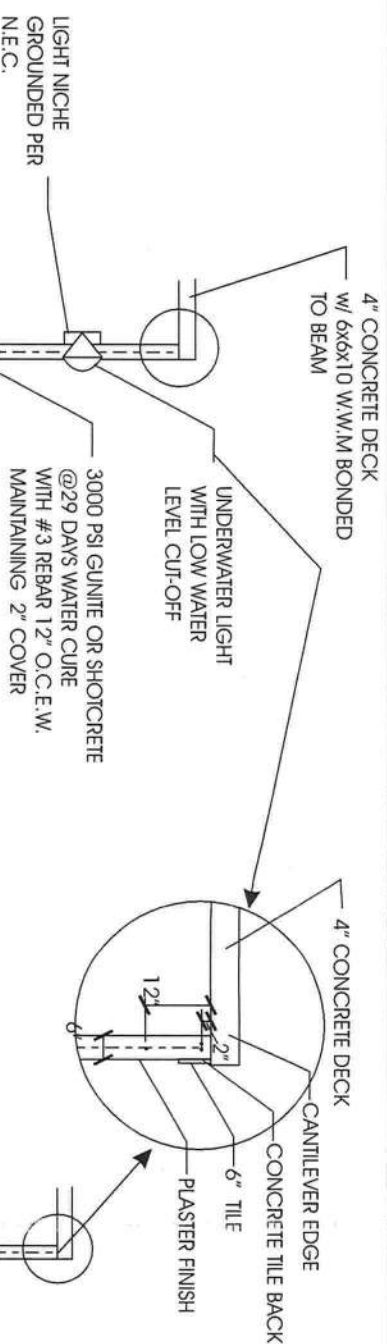 4" CONCRETE DECK
w/ 6x6x10 W.W.M BONDED
TO BEAM
LIGHT NICHE
GROUNDED PER
N.E.C.
UNDERWATER LIGHT
WITH LOW WATER
LEVEL CUT-OFF
3000 PSI GUNITE OR SHOTCRETE
@29 DAYS WATER CURE
WITH #3 REBAR 12" O.C.E.W.
MAINTAINING 2" COVER
4" CONCRETE DECK
CANTILEVER EDGE
CONCRETE TILE BACK
6" TILE
PLASTER FINISH
12"
2"
6"